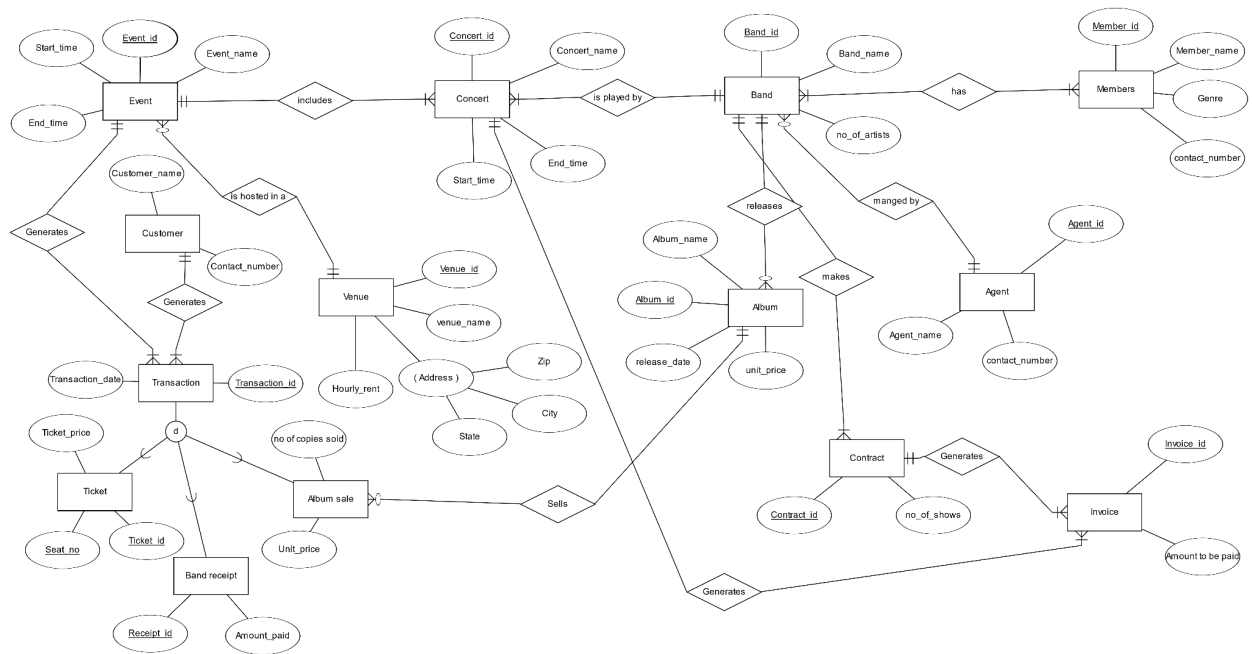 Event_id
Start_time
Event_name
Event
End_time
includes
Concert_id
Concert_name
Concert
is played by
End_time
Start_time
Band_id
Band_name
Band
no_of_artists
has
Member_id
Member_name
Members
Genre
contact_number
Customer_name
Generates
Customer
Contact_number
Generates
is hosted in a
Venue_id
Venue
venue_name
Hourly_rent
( Address )
Zip
City
State
releases
manged by
Album_name
makes
Album_id
Album
release_date
unit_price
Agent_id
Agent
Agent_name
contact_number
Transaction_date
Transaction
Transaction_id
d
Ticket_price
Ticket
Seat_no
Ticket_id
no of copies sold
Album sale
Unit_price
Sells
Band receipt
Receipt_id
Amount_paid
Contract
Generates
Contract_id
no_of_shows
Invoice_id
Invoice
Amount to be paid
Generates